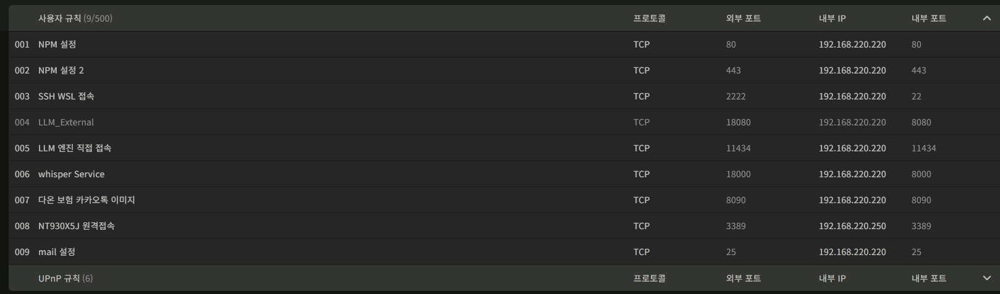 사용자 규칙 (9/500) 프로토콜 외부 포트 내부 IP 내부 포트
001 NPM 설정 TCP 80 192.168.220.220 80
002 NPM 설정 2 TCP 443 192.168.220.220 443
003 SSH WSL 접속 TCP 2222 192.168.220.220 22
004 LLM_External TCP 18080 192.168.220.220 8080
005 LLM 엔진 직접 접속 TCP 11434 192.168.220.220 11434
006 whisper Service TCP 18000 192.168.220.220 8000
007 다온 보험 카카오톡 이미지 TCP 8090 192.168.220.220 8090
008 NT930X5J 원격접속 TCP 3389 192.168.220.250 3389
009 mail 설정 TCP 25 192.168.220.220 25
UPnP 규칙 (6) 프로토콜 외부 포트 내부 IP 내부 포트